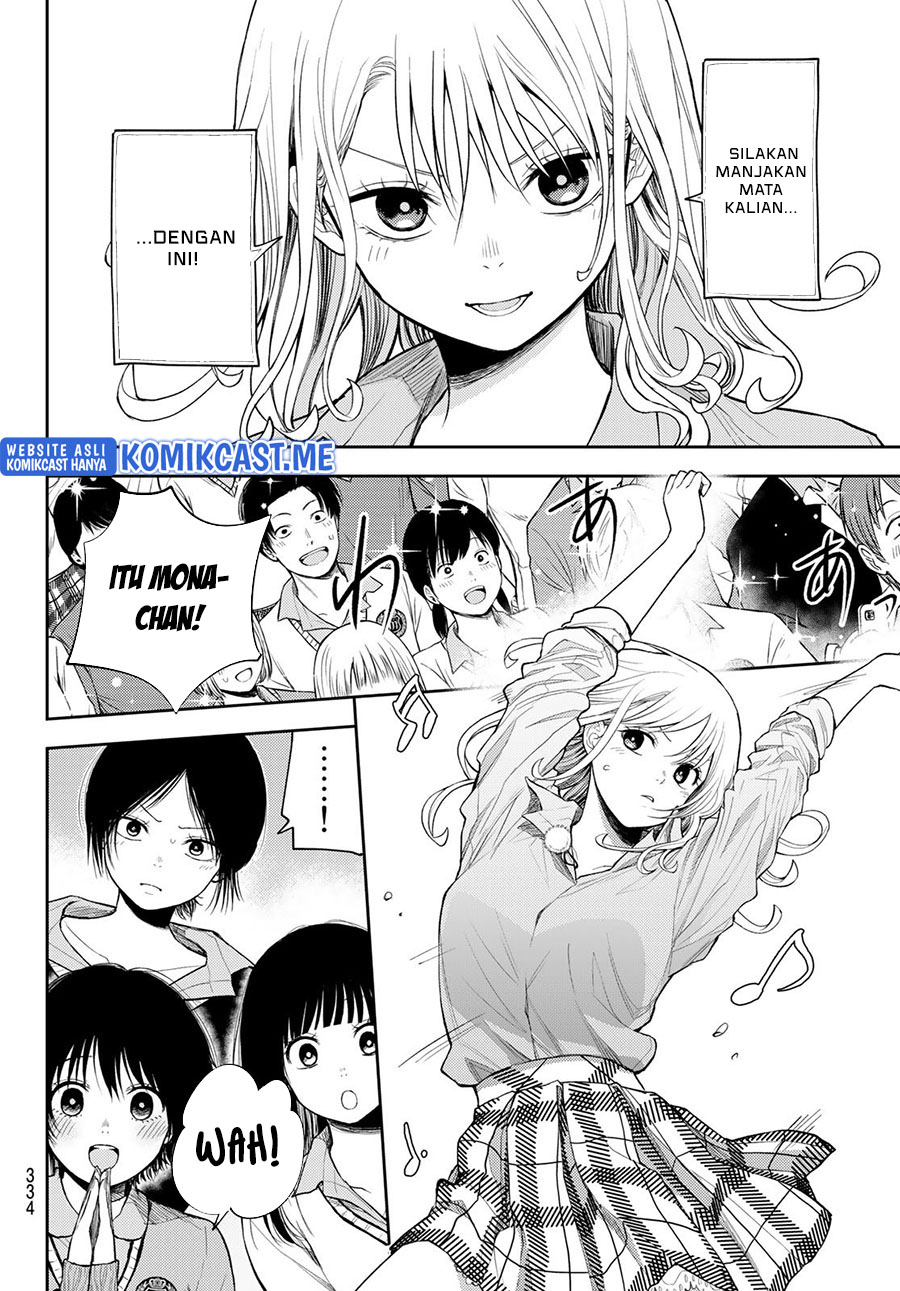 SILAKAN
MANJAKAN
MATA
KALIAN...
...DENGAN
INI!
WEBSITE ASLI
KOMIKCAST HANYA
KOMIKCAST.ME
わ
あ
あ
ITU MONA-
CHAN!
......!
WAH!
334